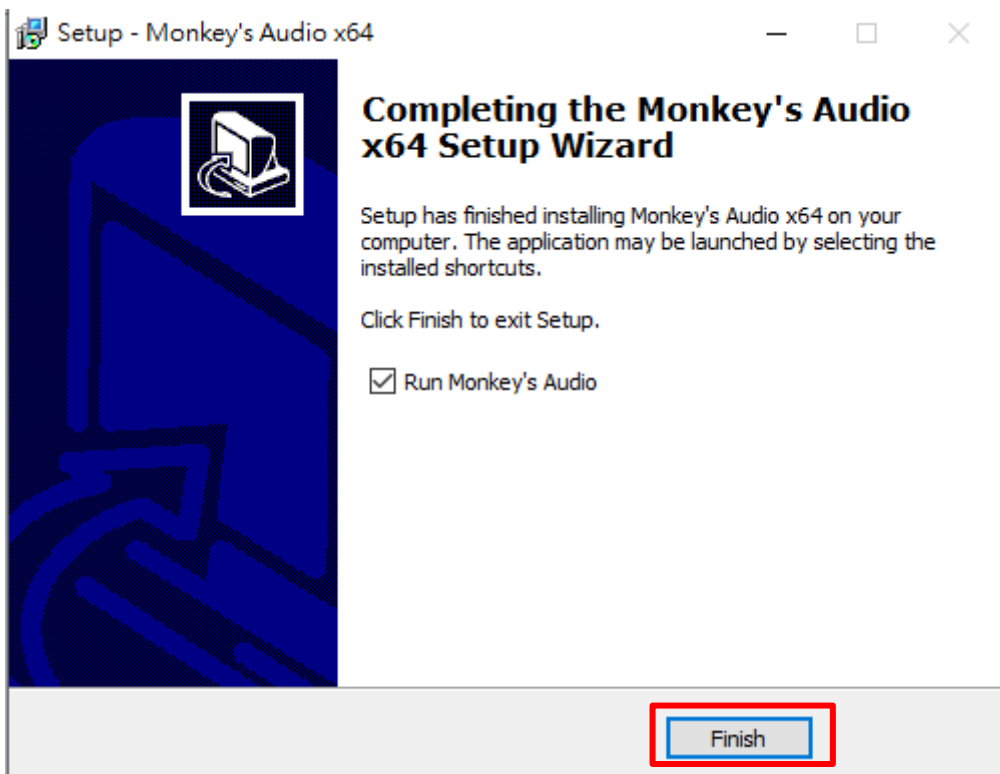 Setup - Monkey's Audio x64
Completing the Monkey's Audio
x64 Setup Wizard
Setup has finished installing Monkey's Audio x64 on your
computer. The application may be launched by selecting the
installed shortcuts.
Click Finish to exit Setup.
Run Monkey's Audio
Finish